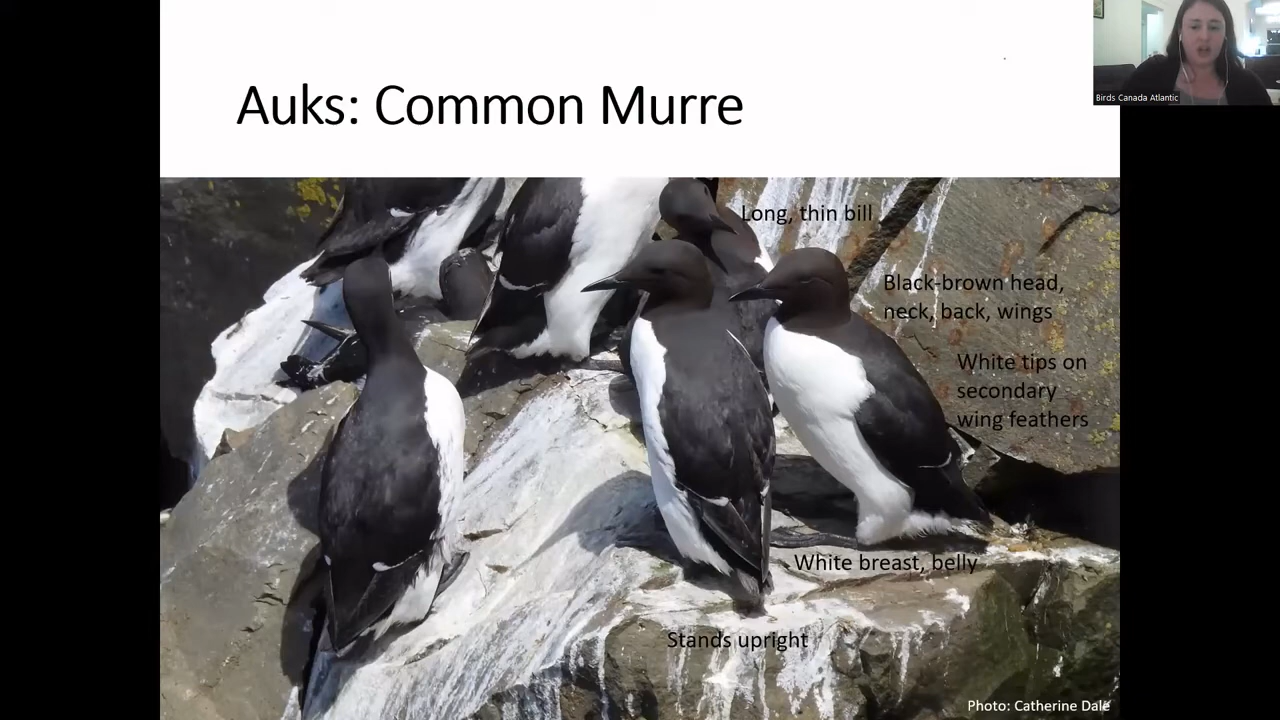 Auks: Common Murre
Birds Canada Atlantic
Long, thin bill
Black-brown head,
neck, back, wings
White tips on
secondary
wing feathers
White breast, belly
Stands upright
Photo: Catherine Dale